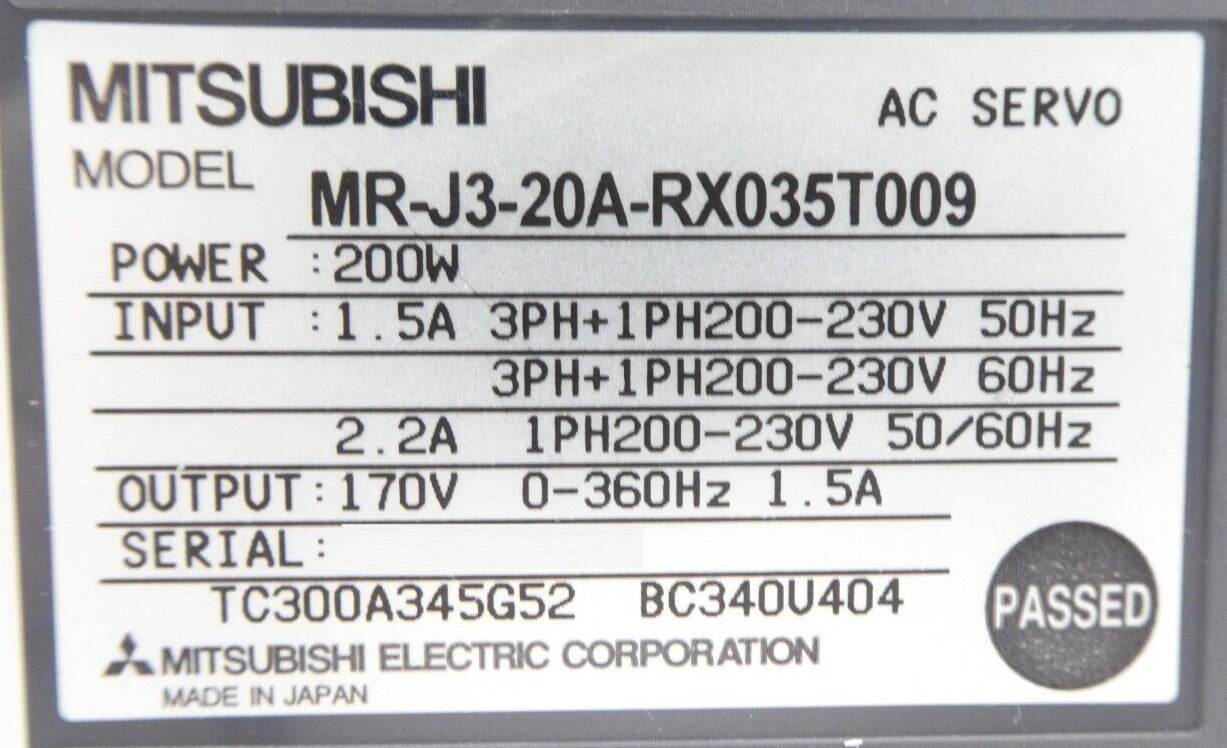 MITSUBISHI AC SERVO
MODEL MR-J3-20A-RX035T009
POWER :200W
INPUT :1.5A 3PH+1PH200-230V 50Hz
3PH+1PH200-230V 60Hz
2.2A 1PH200-230V 50/60Hz
OUTPUT:170V 0-360Hz 1.5A
SERIAL:
TC300A345G52 BC340U404
PASSED
MITSUBISHI ELECTRIC CORPORATION
MADE IN JAPAN